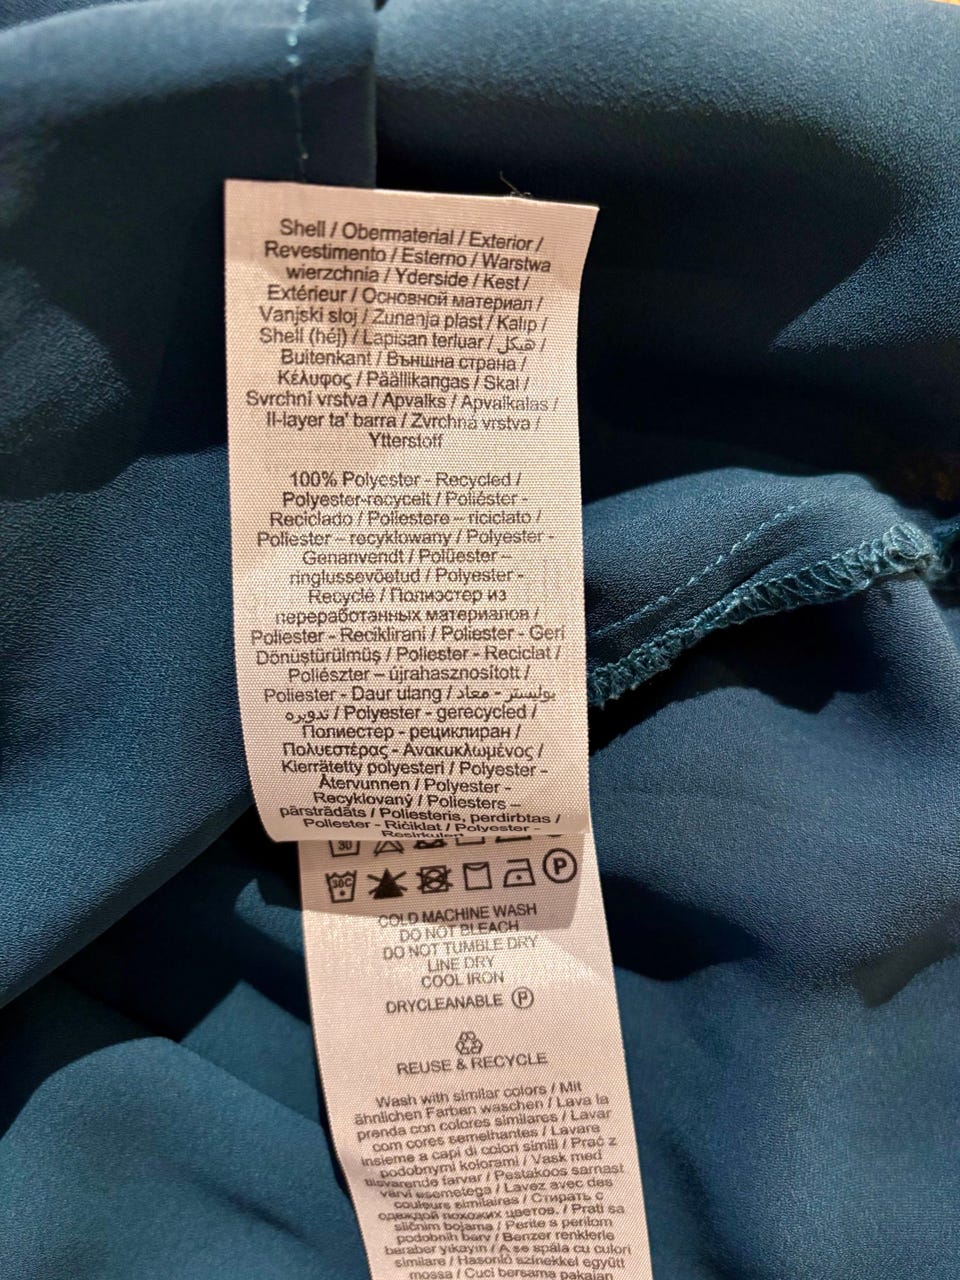 Shell / Obermaterial / Exterior /
Revestimento / Esterno / Warstwa
wierzchnia / Yderside / Kest /
Extérieur / Основной материал /
Vanjski sloj / Zunanja plast / Kalıp /
Shell (héj) / Lapisan terluar / هيكل /
Buitenkant / Външна страна /
Κέλυφος / Päällikangas / Skal /
Svrchní vrstva / Apvalks / Apvalkalas /
Il-layer ta' barra / Zvrchná vrstva /
Ytterstoff
100% Polyester - Recycled /
Polyester-recycelt / Poliéster -
Reciclado / Poliestere – riciclato /
Poliester – recyklowany / Polyester -
Genanvendt / Polüester –
ringlussevõetud / Polyester -
Recyclé / Полиэстер из
переработанных материалов /
Poliester - Reciklirani / Poliester - Geri
Dönüştürülmüş / Poliester - Reciclat /
Poliészter – újrahasznosított /
Poliester - Daur ulang / بوليستر - معاد
تدويره / Polyester - gerecycled /
Полиестер - рециклиран /
Πολυεστέρας - Ανακυκλωμένος /
Kierrätetty polyesteri / Polyester -
Återvunnen / Polyester -
Recyklovaný / Poliesters –
pārstrādāts / Poliesteris, perdirbtas /
Poliester - Riċiklat / Polyester -
Resirkulert
30
30C P
COLD MACHINE WASH
DO NOT BLEACH
DO NOT TUMBLE DRY
LINE DRY
COOL IRON
DRYCLEANABLE P
REUSE & RECYCLE
Wash with similar colors / Mit
ähnlichen Farben waschen / Lava la
prenda con colores similares / Lavar
com cores semelhantes / Lavare
insieme a capi di colori simili / Prać z
podobnymi kolorami / Vask med
tilsvarende farver / Pestakoos sarnast
värvi esemetega / Lavez avec des
couleurs similaires / Стирать с
одеждой похожих цветов. / Prati sa
sličnim bojama / Perite s perilom
podobnih barv / Benzer renklerle
beraber yıkayın / A se spăla cu culori
similare / Hasonló színekkel együtt
mossa / Cuci bersama pakaian